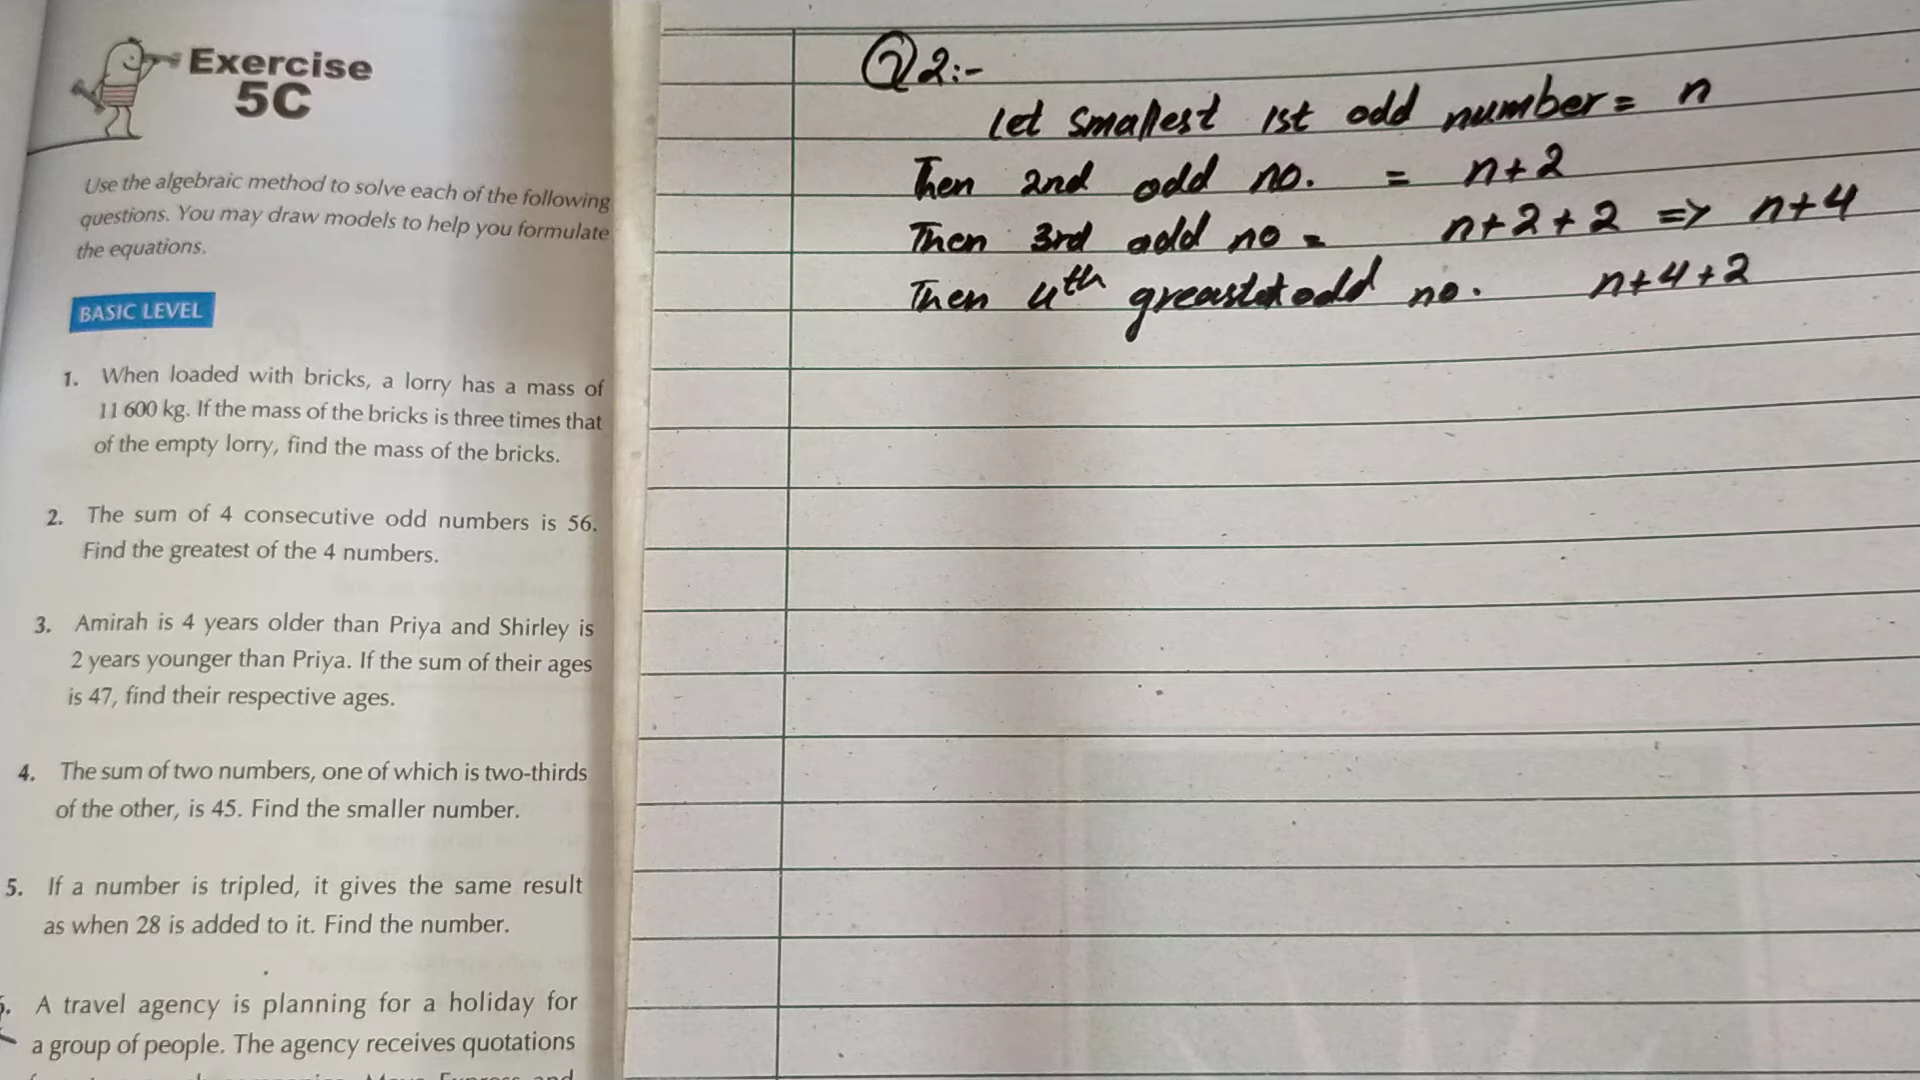 Exercise
5C
Use the algebraic method to solve each of the following
questions. You may draw models to help you formulate
the equations.
BASIC LEVEL
1. When loaded with bricks, a lorry has a mass of
11 600 kg. If the mass of the bricks is three times that
of the empty lorry, find the mass of the bricks.
2. The sum of 4 consecutive odd numbers is 56.
Find the greatest of the 4 numbers.
3. Amirah is 4 years older than Priya and Shirley is
2 years younger than Priya. If the sum of their ages
is 47, find their respective ages.
4. The sum of two numbers, one of which is two-thirds
of the other, is 45. Find the smaller number.
5. If a number is tripled, it gives the same result
as when 28 is added to it. Find the number.
A travel agency is planning for a holiday for
a group of people. The agency receives quotations
Q2:-
Let smallest 1st odd number = n
Then 2nd odd no. = n+2
Then 3rd odd no = n+2+2 => n+4
Then 4th odd no. n+4+2